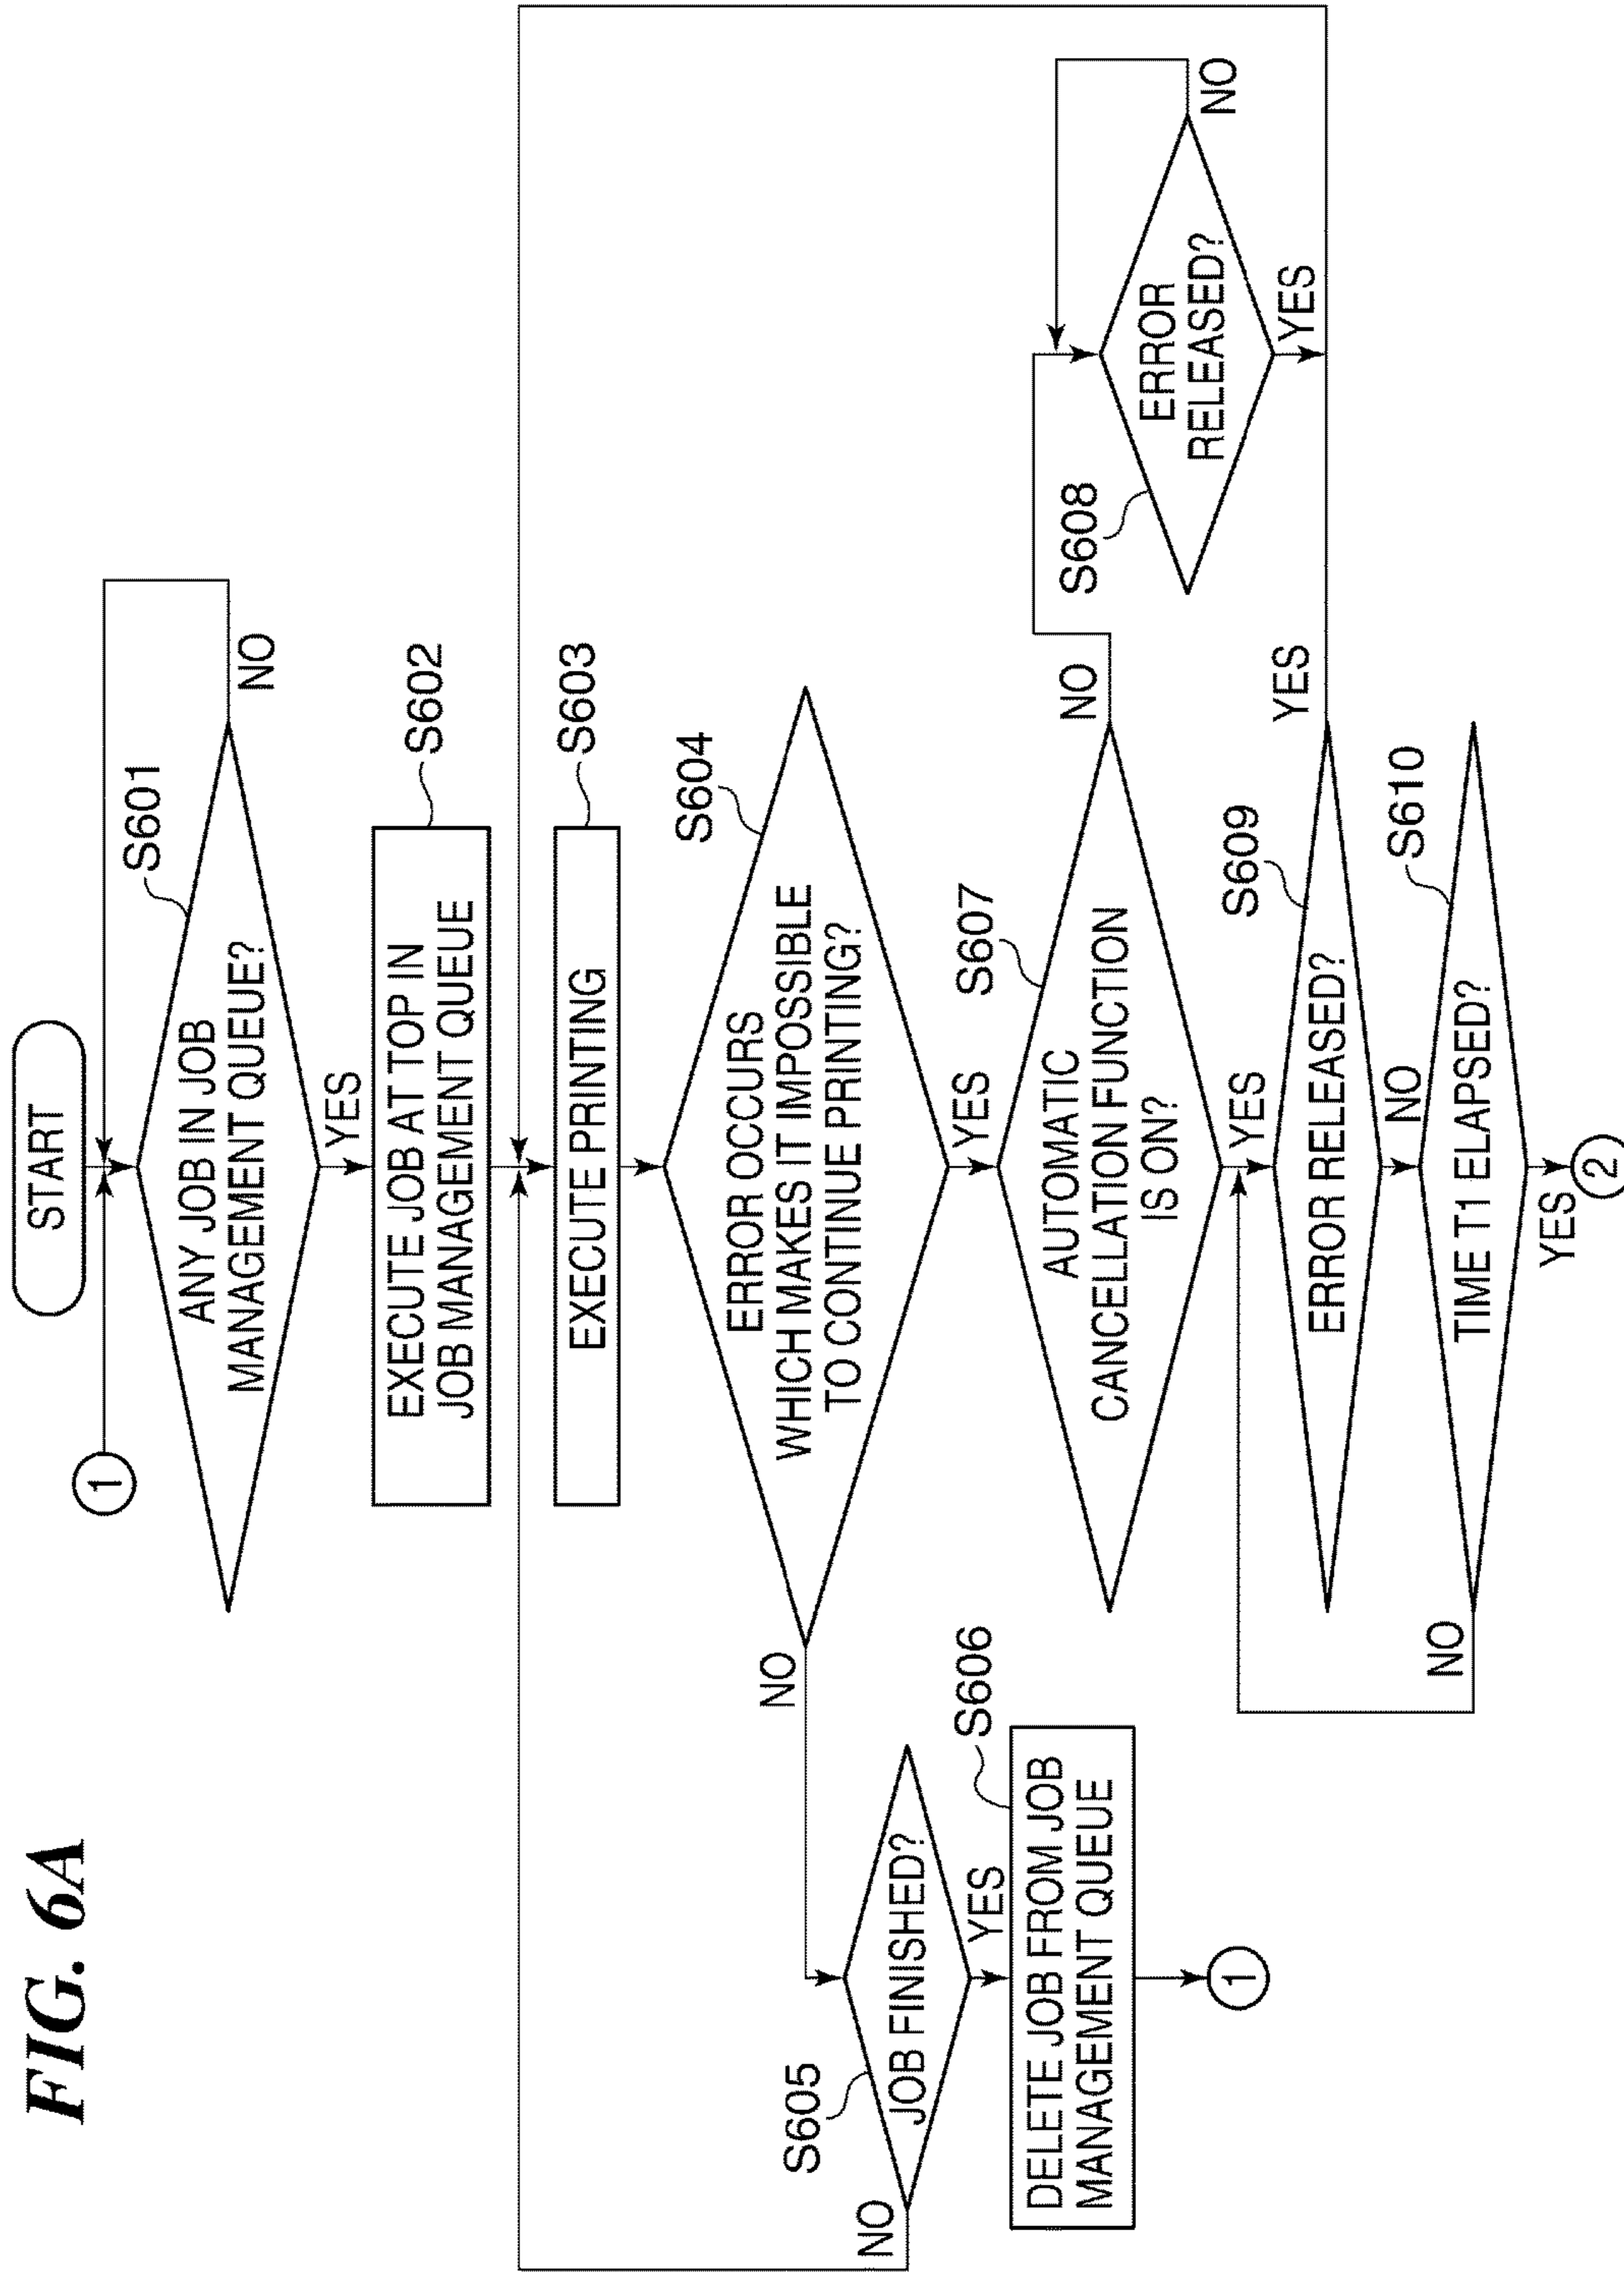 FIG. 6A
START
1
S601
ANY JOB IN JOB
MANAGEMENT QUEUE?
NO
YES
S602
EXECUTE JOB AT TOP IN
JOB MANAGEMENT QUEUE
S603
EXECUTE PRINTING
S604
ERROR OCCURS
WHICH MAKES IT IMPOSSIBLE
TO CONTINUE PRINTING?
NO
YES
S605
JOB FINISHED?
NO
YES
S606
DELETE JOB FROM JOB
MANAGEMENT QUEUE
1
S607
AUTOMATIC
CANCELLATION FUNCTION
IS ON?
NO
YES
S608
ERROR
RELEASED?
NO
YES
S609
ERROR RELEASED?
YES
NO
S610
TIME T1 ELAPSED?
NO
YES
2